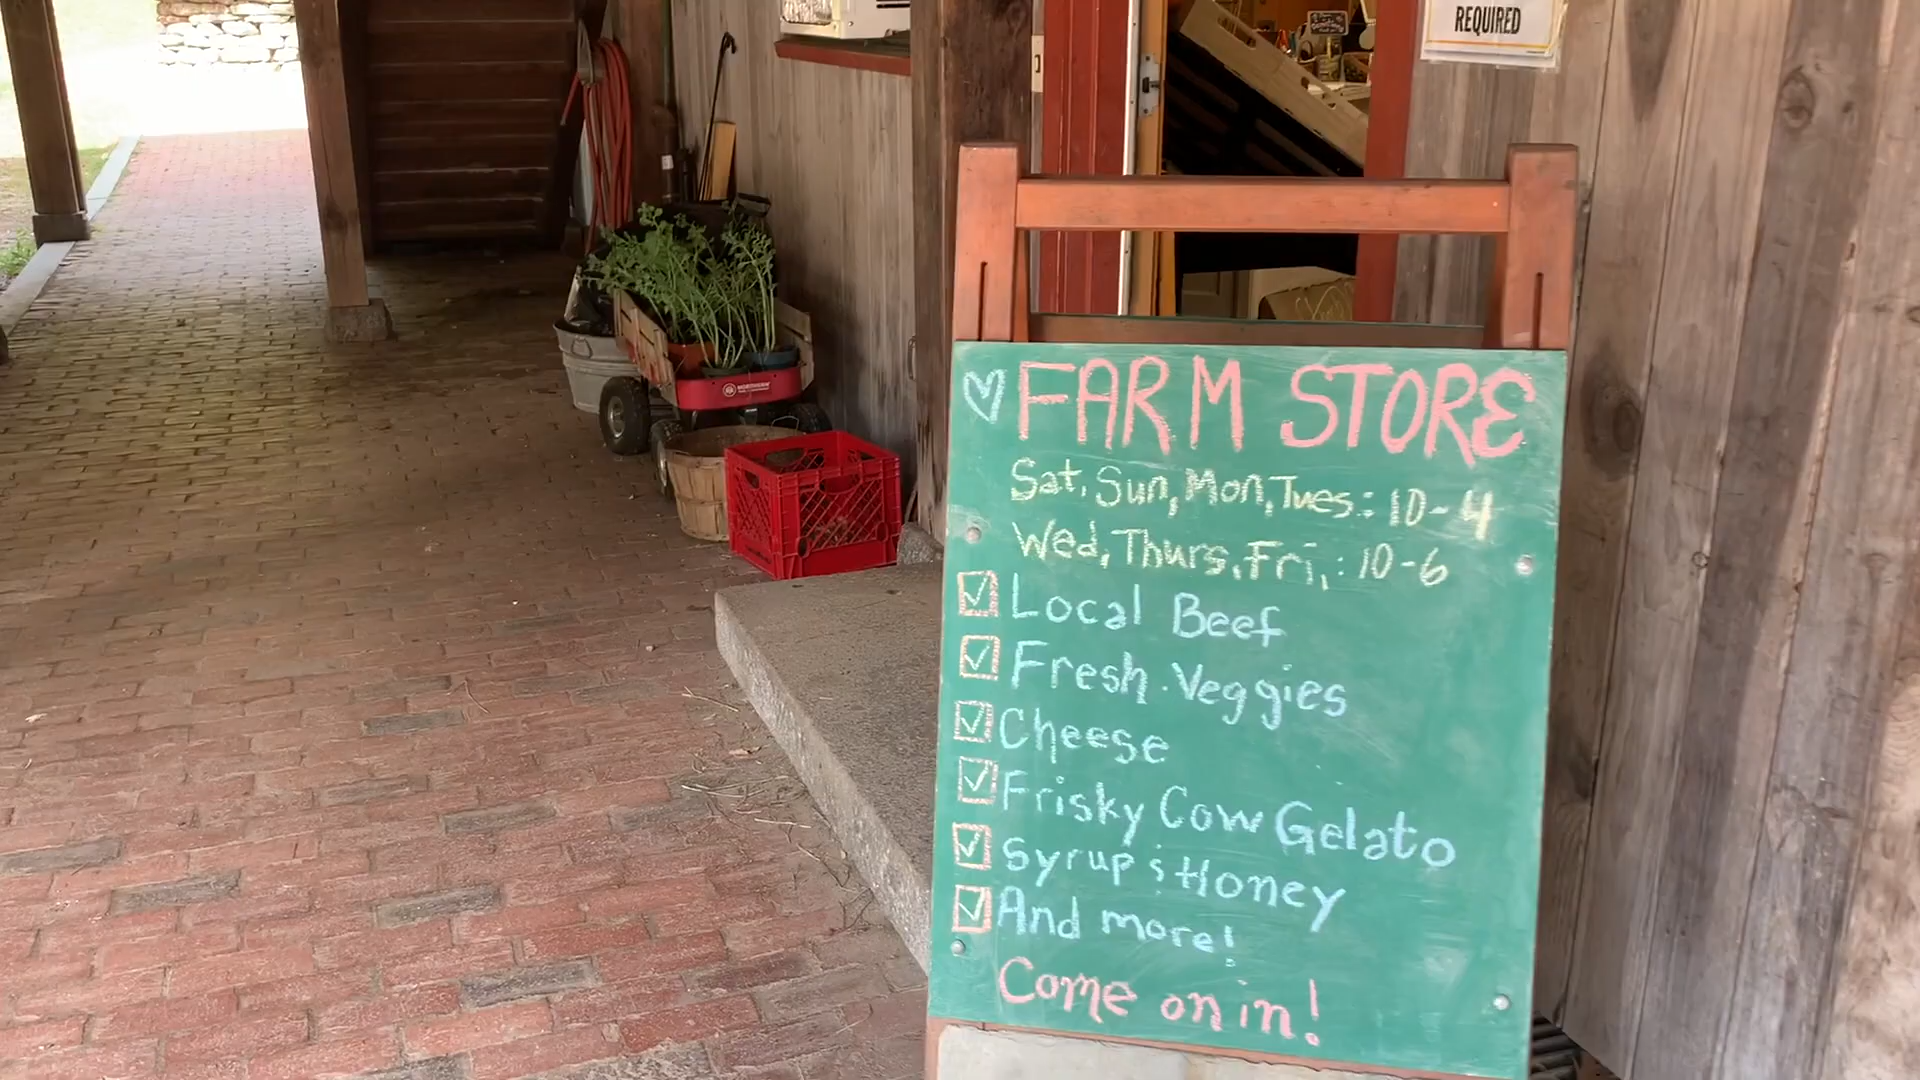 REQUIRED
FARM STORE
Sat, Sun, Mon, Tues.: 10-4
Wed, Thurs, Fri,: 10-6
Local Beef
Fresh Veggies
Cheese
Frisky Cow Gelato
Syrup & Honey
And more!
Come on in!
NORTHERN